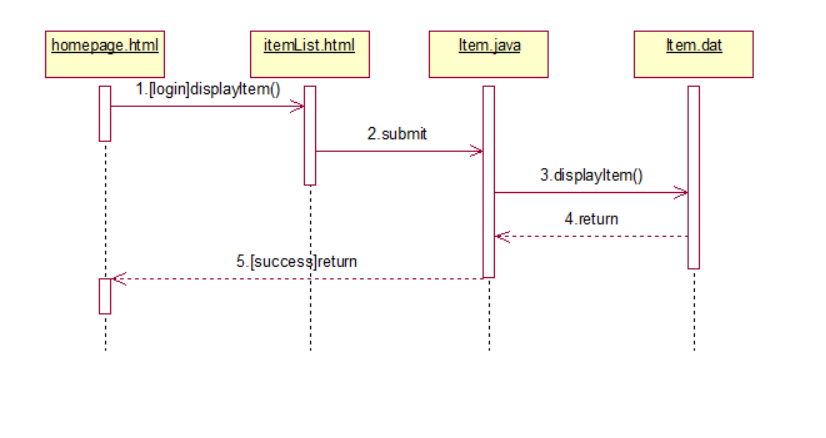 homepage.html
itemList.html
Item.java
Item.dat
1.[login]displayItem()
2.submit
3.displayItem()
4.return
5.[success]return